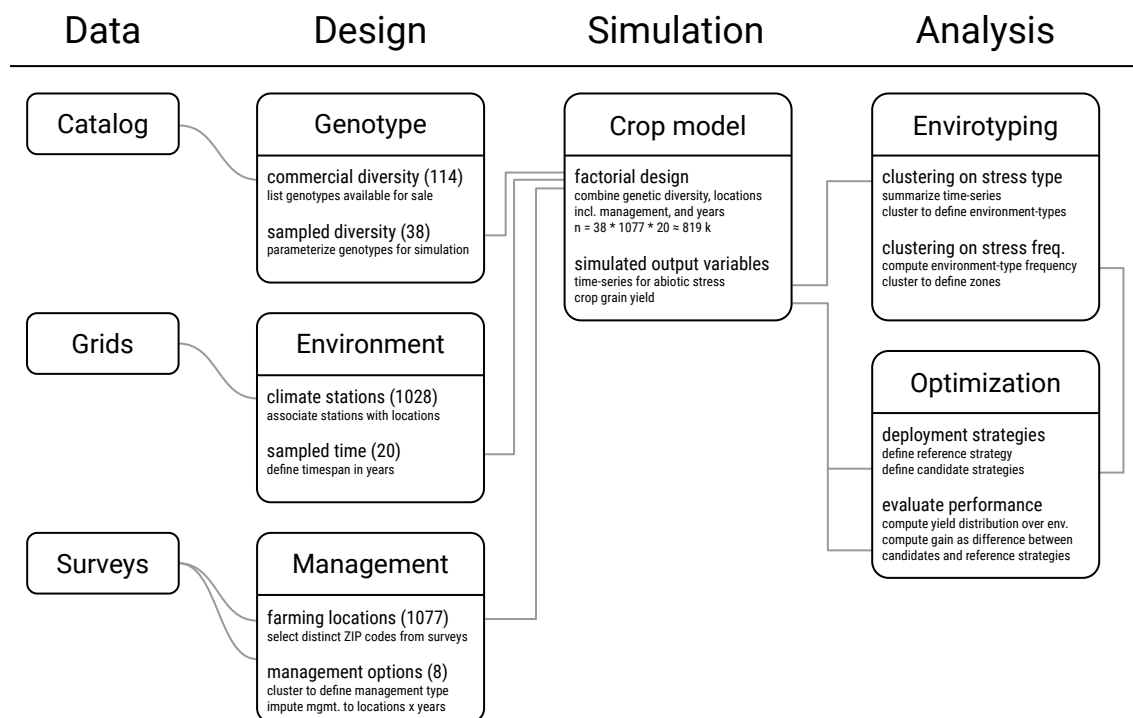 Data
Design
Simulation
Analysis
Catalog
Genotype
commercial diversity (114)
list genotypes available for sale
sampled diversity (38)
parameterize genotypes for simulation
Grids
Environment
climate stations (1028)
associate stations with locations
sampled time (20)
define timespan in years
Surveys
Management
farming locations (1077)
select distinct ZIP codes from surveys
management options (8)
cluster to define management type
impute mgmt. to locations x years
Crop model
factorial design
combine genetic diversity, locations
incl. management, and years
n = 38 * 1077 * 20 ≈ 819 k
simulated output variables
time-series for abiotic stress
crop grain yield
Envirotyping
clustering on stress type
summarize time-series
cluster to define environment-types
clustering on stress freq.
compute environment-type frequency
cluster to define zones
Optimization
deployment strategies
define reference strategy
define candidate strategies
evaluate performance
compute yield distribution over env.
compute gain as difference between
candidates and reference strategies